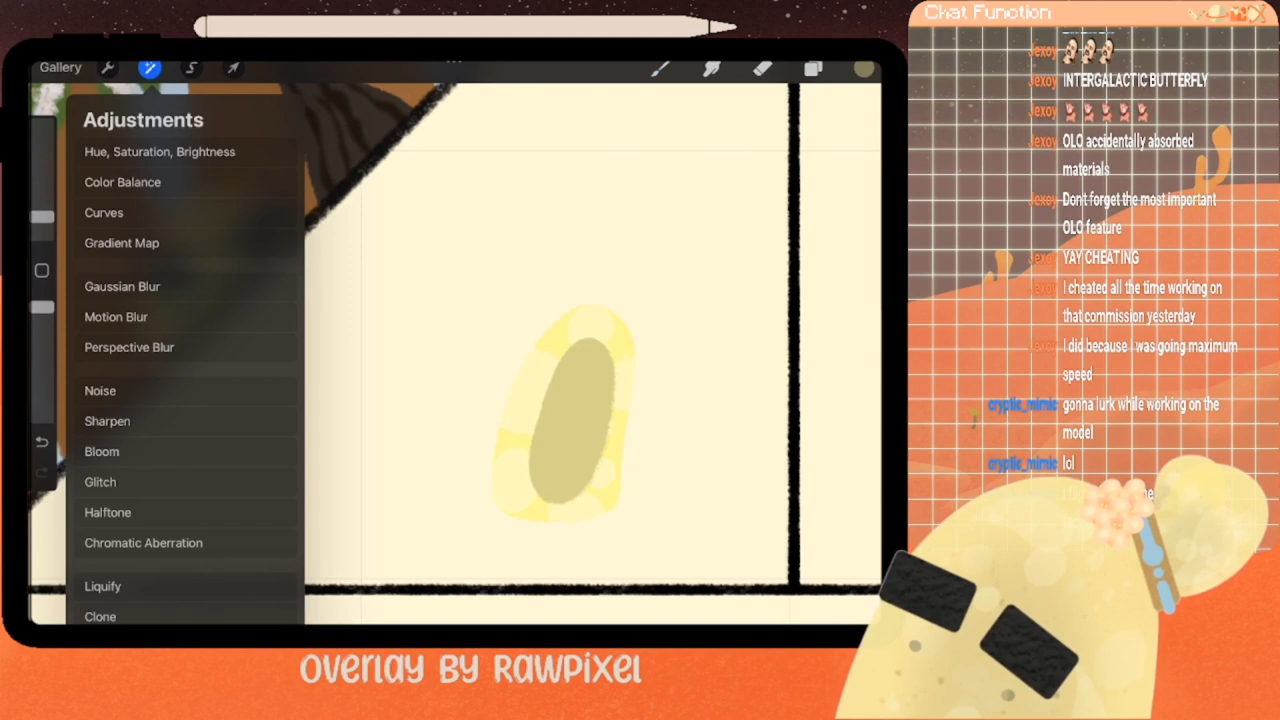 Gallery
Adjustments
Hue, Saturation, Brightness
Color Balance
Curves
Gradient Map
Gaussian Blur
Motion Blur
Perspective Blur
Noise
Sharpen
Bloom
Glitch
Halftone
Chromatic Aberration
Liquify
Clone
OVERLAY BY RAWPIXEL
Chat Function
Jexoy
Jexoy INTERGALACTIC BUTTERFLY
Jexoy
Jexoy OLO accidentally absorbed
materials
Jexoy Don't forget the most important
OLO feature
Jexoy YAY CHEATING
Jexoy I cheated all the time working on
that commission yesterday
Jexoy I did because I was going maximum
speed
cryptic_mimic gonna lurk while working on the
model
cryptic_mimic lol